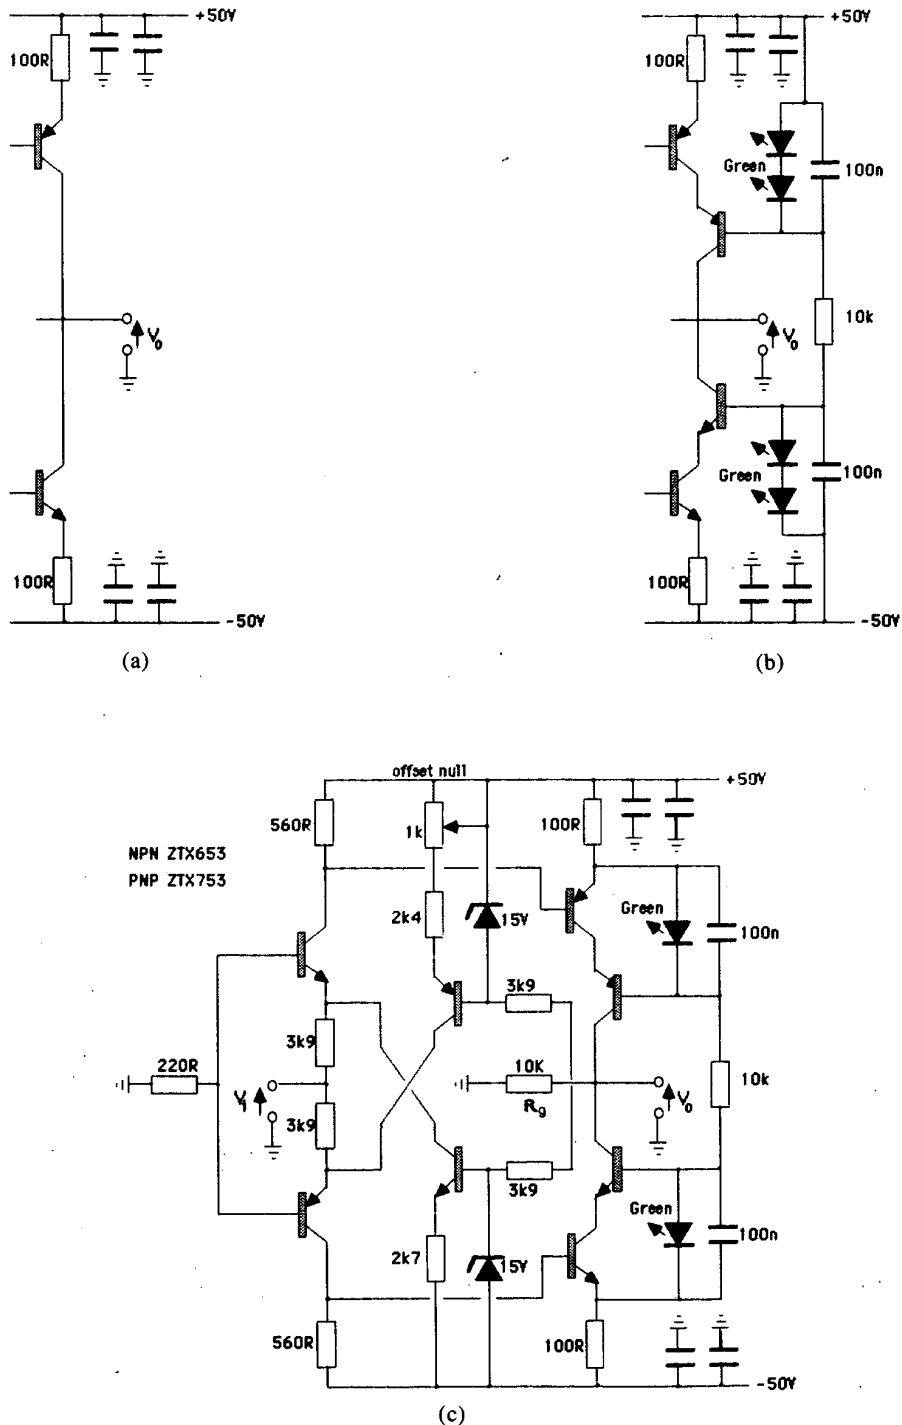 +50V
100R
V₀
100R
-50V
(a)
+50V
100R
Green
100n
10k
V₀
Green
100n
100R
-50V
(b)
offset null
+50V
560R
1k
100R
NPN ZTX653
PNP ZTX753
2k4
15V
Green
100n
3k9
3k9
220R
10K
10k
V₁
R₉
V₀
3k9
3k9
Green
2k7
15V
100n
560R
100R
-50V
(c)